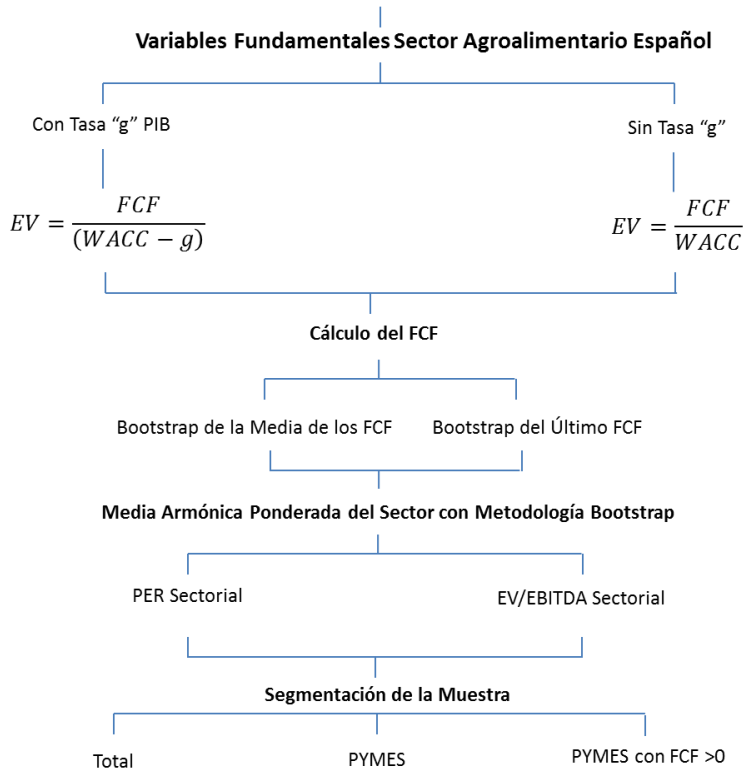 Variables Fundamentales Sector Agroalimentario Español
Con Tasa “g” PIB
Sin Tasa “g”
EV = FCF / (WACC − g)
EV = FCF / WACC
Cálculo del FCF
Bootstrap de la Media de los FCF
Bootstrap del Último FCF
Media Armónica Ponderada del Sector con Metodología Bootstrap
PER Sectorial
EV/EBITDA Sectorial
Segmentación de la Muestra
Total
PYMES
PYMES con FCF >0